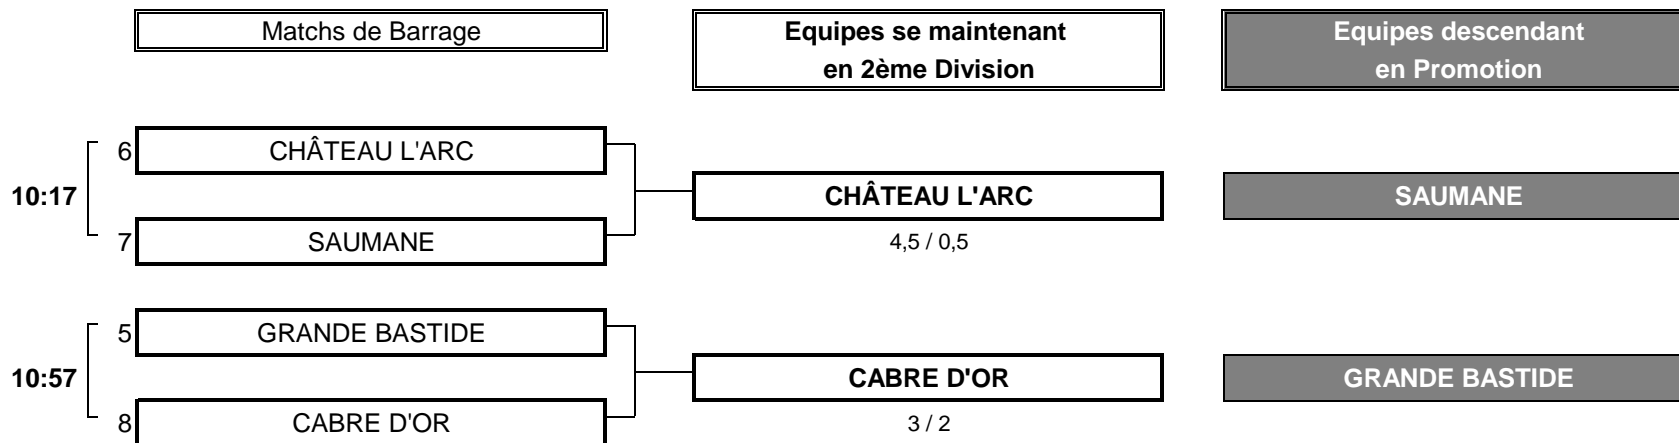 Matchs de Barrage
Equipes se maintenant
en 2ème Division
Equipes descendant
en Promotion
6 CHÂTEAU L'ARC
10:17 CHÂTEAU L'ARC SAUMANE
7 SAUMANE 4,5 / 0,5
5 GRANDE BASTIDE
10:57 CABRE D'OR GRANDE BASTIDE
8 CABRE D'OR 3 / 2